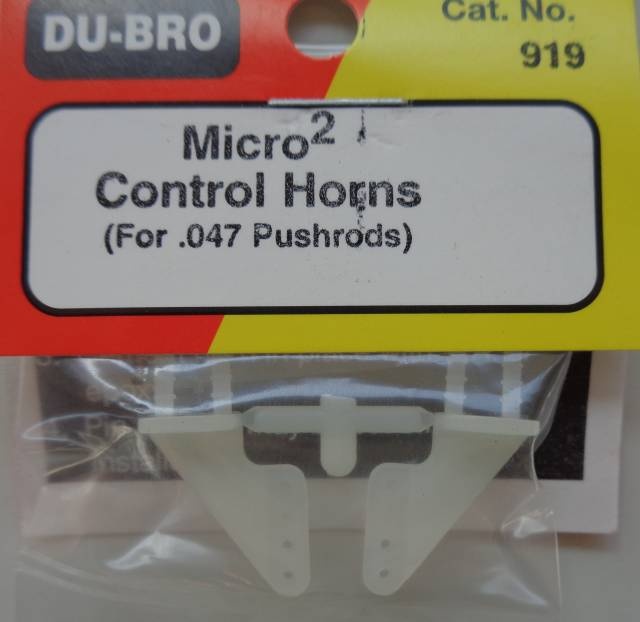 DU-BRO
Cat. No.
919
Micro²
Control Horns
(For .047 Pushrods)